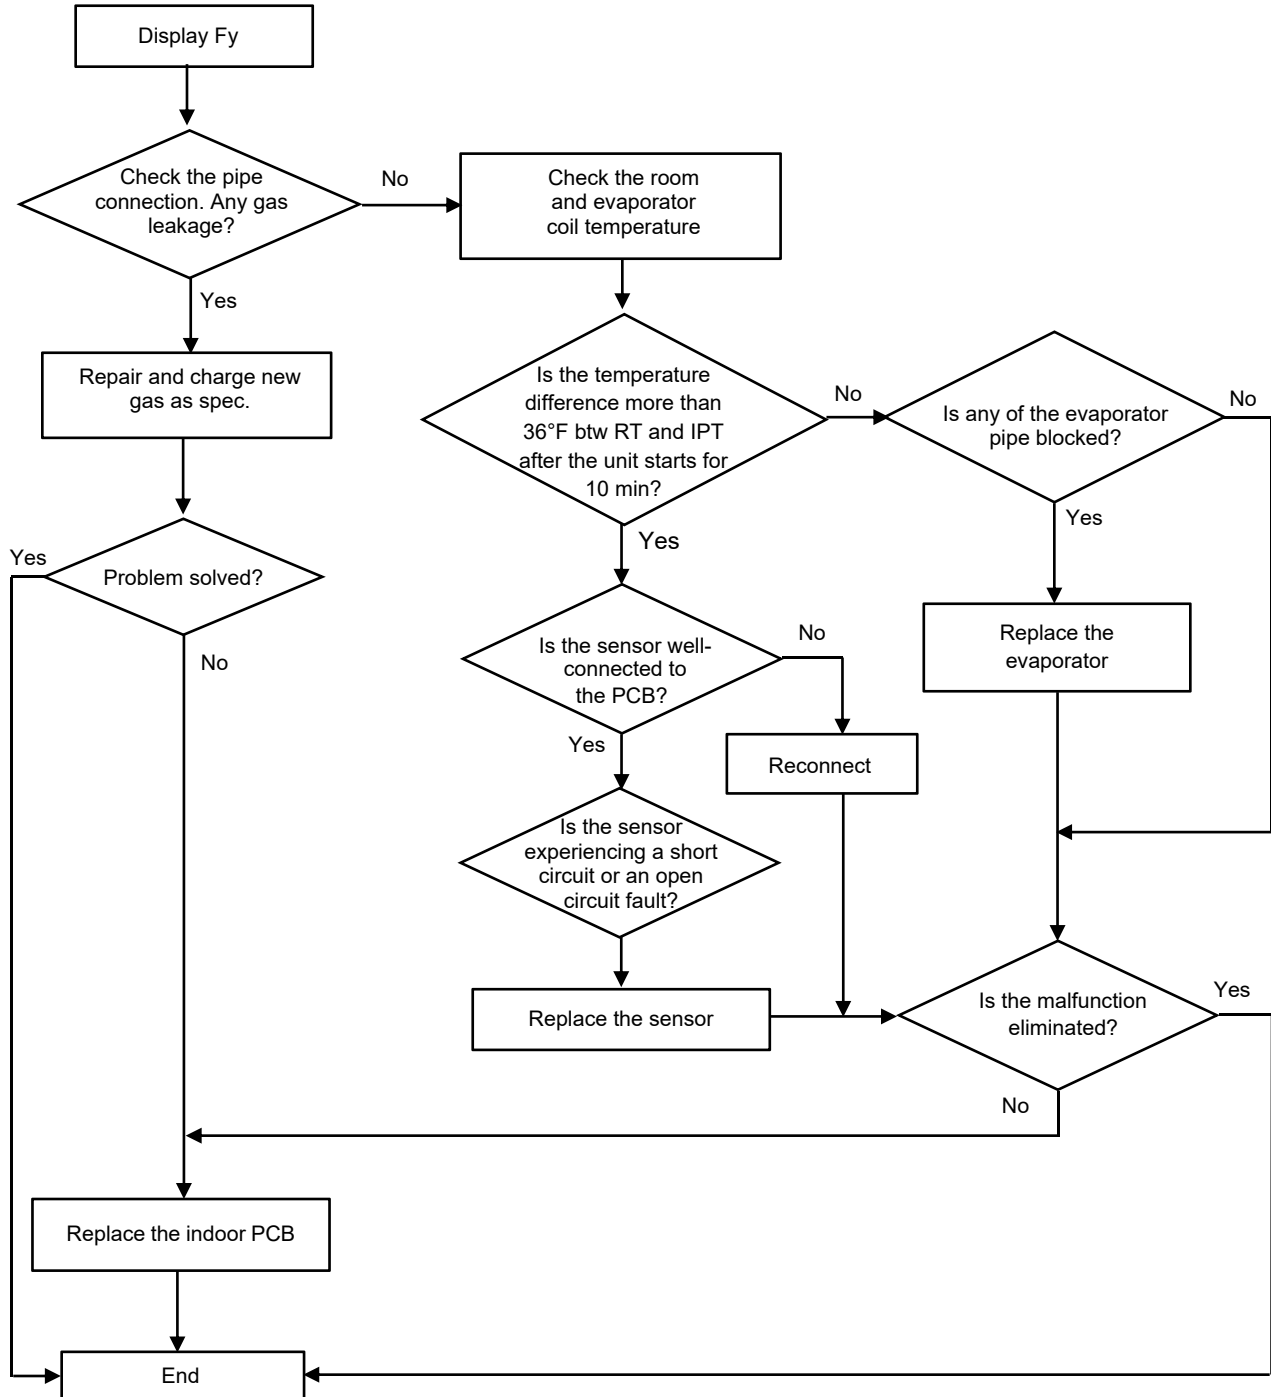 Display Fy
Check the pipe
connection. Any gas
leakage?
No
Check the room
and evaporator
coil temperature
Yes
Repair and charge new
gas as spec.
Is the temperature
difference more than
36°F btw RT and IPT
after the unit starts for
10 min?
No
Is any of the evaporator
pipe blocked?
No
Yes
Yes
Yes
Problem solved?
No
Is the sensor well-
connected to
the PCB?
No
Replace the
evaporator
Yes
Reconnect
Is the sensor
experiencing a short
circuit or an open
circuit fault?
Replace the sensor
Is the malfunction
eliminated?
Yes
No
Replace the indoor PCB
End